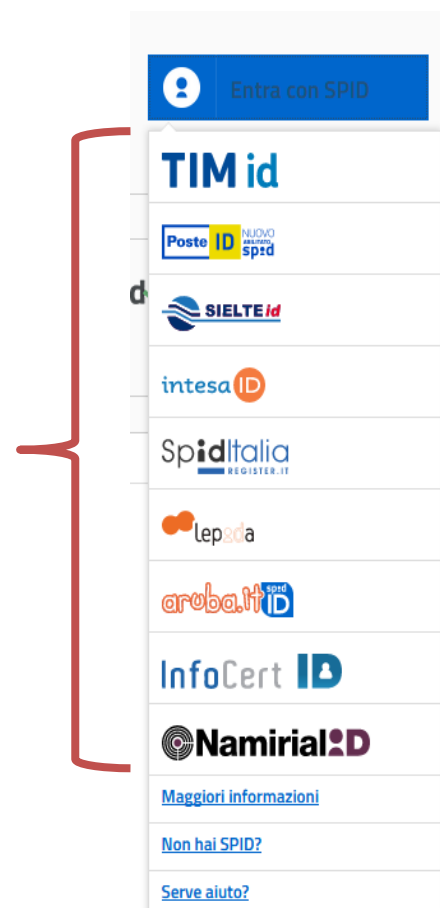 Entra con SPID
TIM id
Poste ID NUOVO
ABILITATO
spid
SIELTE id
intesa ID
SpidItalia
REGISTER.IT
lepida
aruba.it spid
ID
InfoCert ID
Namirial ID
Maggiori informazioni
Non hai SPID?
Serve aiuto?